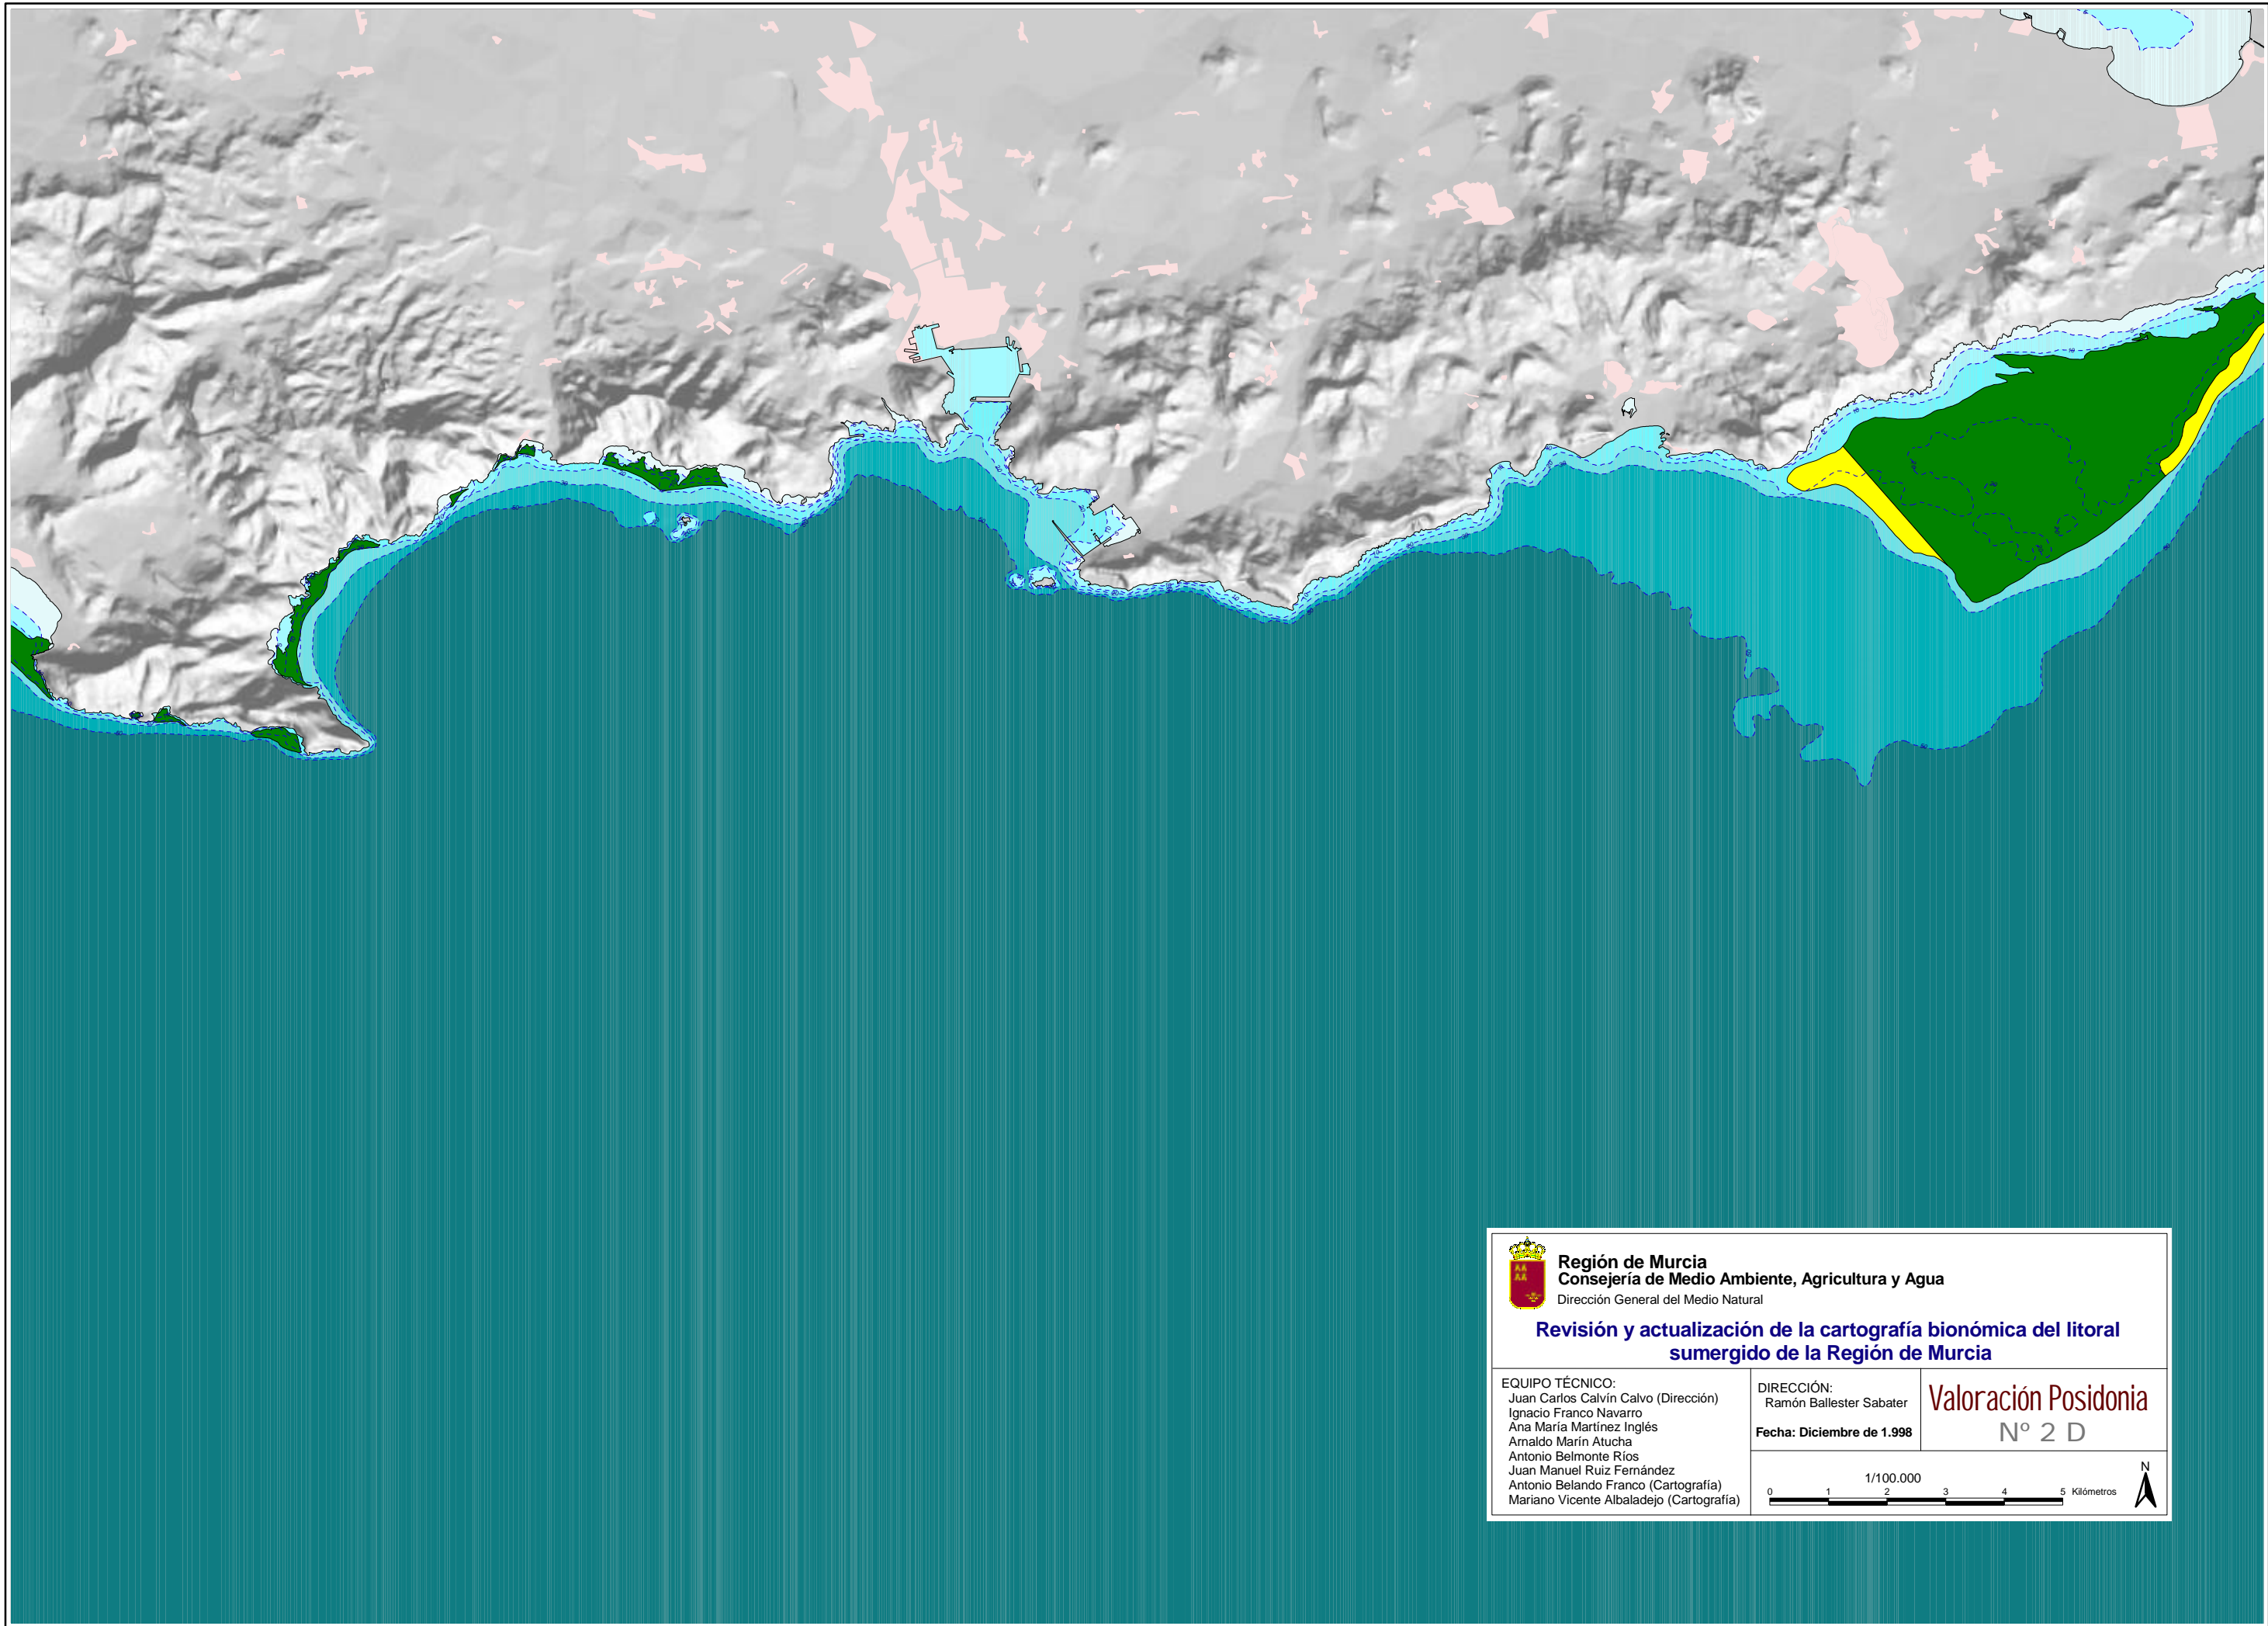 Región de Murcia
Consejería de Medio Ambiente, Agricultura y Agua
Dirección General del Medio Natural
Revisión y actualización de la cartografía bionómica del litoral
sumergido de la Región de Murcia
EQUIPO TÉCNICO:
Juan Carlos Calvín Calvo (Dirección)
Ignacio Franco Navarro
Ana María Martínez Inglés
Arnaldo Marín Atucha
Antonio Belmonte Ríos
Juan Manuel Ruiz Fernández
Antonio Belando Franco (Cartografía)
Mariano Vicente Albaladejo (Cartografía)
DIRECCIÓN:
Ramón Ballester Sabater
Fecha: Diciembre de 1.998
Valoración Posidonia
Nº 2 D
1/100.000
0 1 2 3 4 5 Kilómetros
N